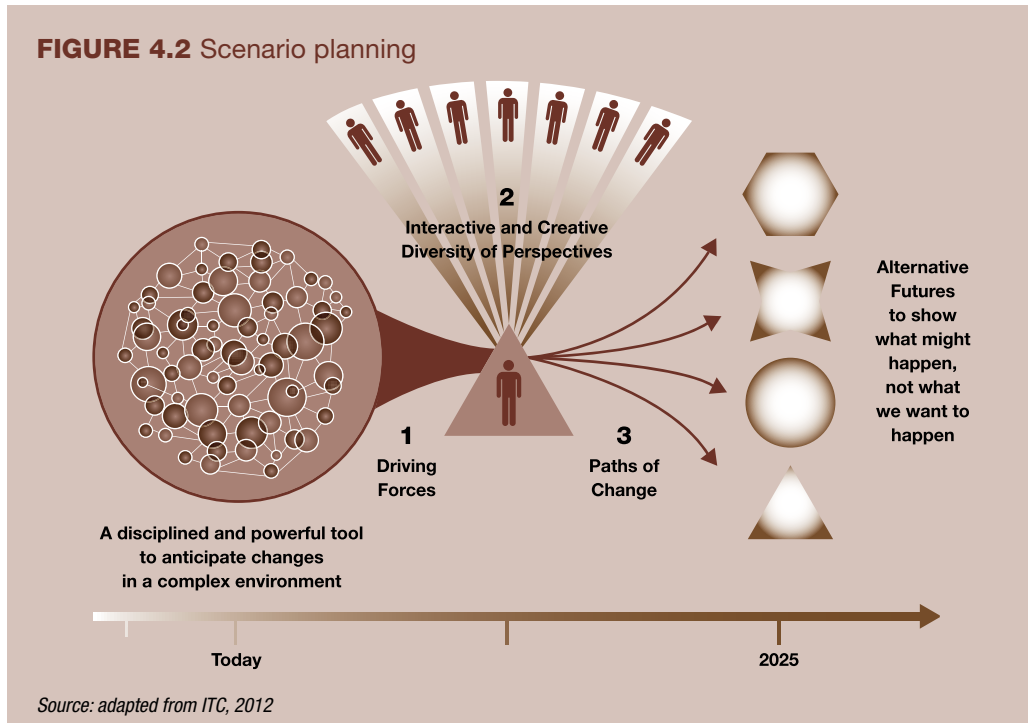 FIGURE 4.2 Scenario planning
2
Interactive and Creative
Diversity of Perspectives
1
Driving
Forces
3
Paths of
Change
Alternative
Futures
to show
what might
happen,
not what
we want to
happen
A disciplined and powerful tool
to anticipate changes
in a complex environment
Today
2025
Source: adapted from ITC, 2012